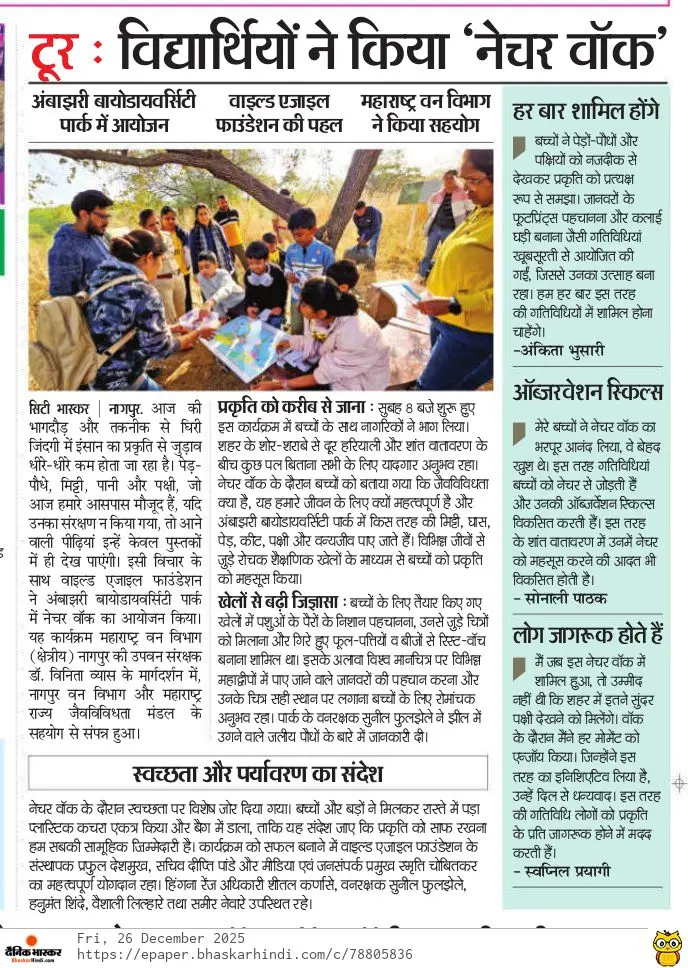 टूर : विद्यार्थियों ने किया ‘नेचर वॉक’
अंबाझरी बायोडायवर्सिटी
पार्क में आयोजन
वाइल्ड एजाइल
फाउंडेशन की पहल
महाराष्ट्र वन विभाग
ने किया सहयोग
सिटी भास्कर | नागपुर. आज की
भागदौड़ और तकनीक से घिरी
जिंदगी में इंसान का प्रकृति से जुड़ाव
धीरे-धीरे कम होता जा रहा है। पेड़-
पौधे, मिट्टी, पानी और पक्षी, जो
आज हमारे आसपास मौजूद हैं, यदि
उनका संरक्षण न किया गया, तो आने
वाली पीढ़ियां इन्हें केवल पुस्तकों
में ही देख पाएंगी। इसी विचार के
साथ वाइल्ड एजाइल फाउंडेशन
ने अंबाझरी बायोडायवर्सिटी पार्क
में नेचर वॉक का आयोजन किया।
यह कार्यक्रम महाराष्ट्र वन विभाग
(क्षेत्रीय) नागपुर की उपवन संरक्षक
डॉ. विनिता व्यास के मार्गदर्शन में,
नागपुर वन विभाग और महाराष्ट्र
राज्य जैवविविधता मंडल के
सहयोग से संपन्न हुआ।
प्रकृति को करीब से जाना : सुबह 8 बजे शुरू हुए
इस कार्यक्रम में बच्चों के साथ नागरिकों ने भाग लिया।
शहर के शोर-शराबे से दूर हरियाली और शांत वातावरण के
बीच कुछ पल बिताना सभी के लिए यादगार अनुभव रहा।
नेचर वॉक के दौरान बच्चों को बताया गया कि जैवविविधता
क्या है, यह हमारे जीवन के लिए क्यों महत्वपूर्ण है और
अंबाझरी बायोडायवर्सिटी पार्क में किस तरह की मिट्टी, घास,
पेड़, कीट, पक्षी और वन्यजीव पाए जाते हैं। विभिन्न जीवों से
जुड़े रोचक शैक्षणिक खेलों के माध्यम से बच्चों को प्रकृति
को महसूस किया।
खेलों से बढ़ी जिज्ञासा : बच्चों के लिए तैयार किए गए
खेलों में पशुओं के पैरों के निशान पहचानना, उनसे जुड़े चित्रों
को मिलाना और गिरे हुए फूल-पत्तियों व बीजों से रिस्ट-वॉच
बनाना शामिल था। इसके अलावा विश्व मानचित्र पर विभिन्न
महाद्वीपों में पाए जाने वाले जानवरों की पहचान करना और
उनके चित्र सही स्थान पर लगाना बच्चों के लिए रोमांचक
अनुभव रहा। पार्क के वनरक्षक सुनील फुलझेले ने झील में
उगने वाले जलीय पौधों के बारे में जानकारी दी।
स्वच्छता और पर्यावरण का संदेश
नेचर वॉक के दौरान स्वच्छता पर विशेष जोर दिया गया। बच्चों और बड़ों ने मिलकर रास्ते में पड़ा
प्लास्टिक कचरा एकत्र किया और बैग में डाला, ताकि यह संदेश जाए कि प्रकृति को साफ रखना
हम सबकी सामूहिक जिम्मेदारी है। कार्यक्रम को सफल बनाने में वाइल्ड एजाइल फाउंडेशन के
संस्थापक प्रफुल देशमुख, सचिव दीप्ति पांडे और मीडिया एवं जनसंपर्क प्रमुख स्मृति चोबितकर
का महत्वपूर्ण योगदान रहा। हिंगना रेंज अधिकारी शीतल कर्णासे, वनरक्षक सुनील फुलझेले,
हनुमंत शिंदे, वैशाली लिल्हारे तथा समीर नेवारे उपस्थित रहे।
हर बार शामिल होंगे
बच्चों ने पेड़ों-पौधों और
पक्षियों को नजदीक से
देखकर प्रकृति को प्रत्यक्ष
रूप से समझा। जानवरों के
फूटप्रिंट्स पहचानना और कलाई
घड़ी बनाना जैसी गतिविधियां
खूबसूरती से आयोजित की
गईं, जिससे उनका उत्साह बना
रहा। हम हर बार इस तरह
की गतिविधियों में शामिल होना
चाहेंगे।
-अंकिता भुसारी
ऑब्जरवेशन स्किल्स
मेरे बच्चों ने नेचर वॉक का
भरपूर आनंद लिया, वे बेहद
खुश थे। इस तरह गतिविधियां
बच्चों को नेचर से जोड़ती हैं
और उनकी ऑब्जर्वेशन स्किल्स
विकसित करती हैं। इस तरह
के शांत वातावरण में उनमें नेचर
को महसूस करने की आदत भी
विकसित होती है।
- सोनाली पाठक
लोग जागरूक होते हैं
मैं जब इस नेचर वॉक में
शामिल हुआ, तो उम्मीद
नहीं थी कि शहर में इतने सुंदर
पक्षी देखने को मिलेंगे। वॉक
के दौरान मैंने हर मोमेंट को
एन्जॉय किया। जिन्होंने इस
तरह का इनिशिएटिव लिया है,
उन्हें दिल से धन्यवाद। इस तरह
की गतिविधि लोगों को प्रकृति
के प्रति जागरूक होने में मदद
करती हैं।
- स्वप्निल प्रयागी
दैनिक भास्कर
BhaskarHindi.com
Fri, 26 December 2025
https://epaper.bhaskarhindi.com/c/78805836